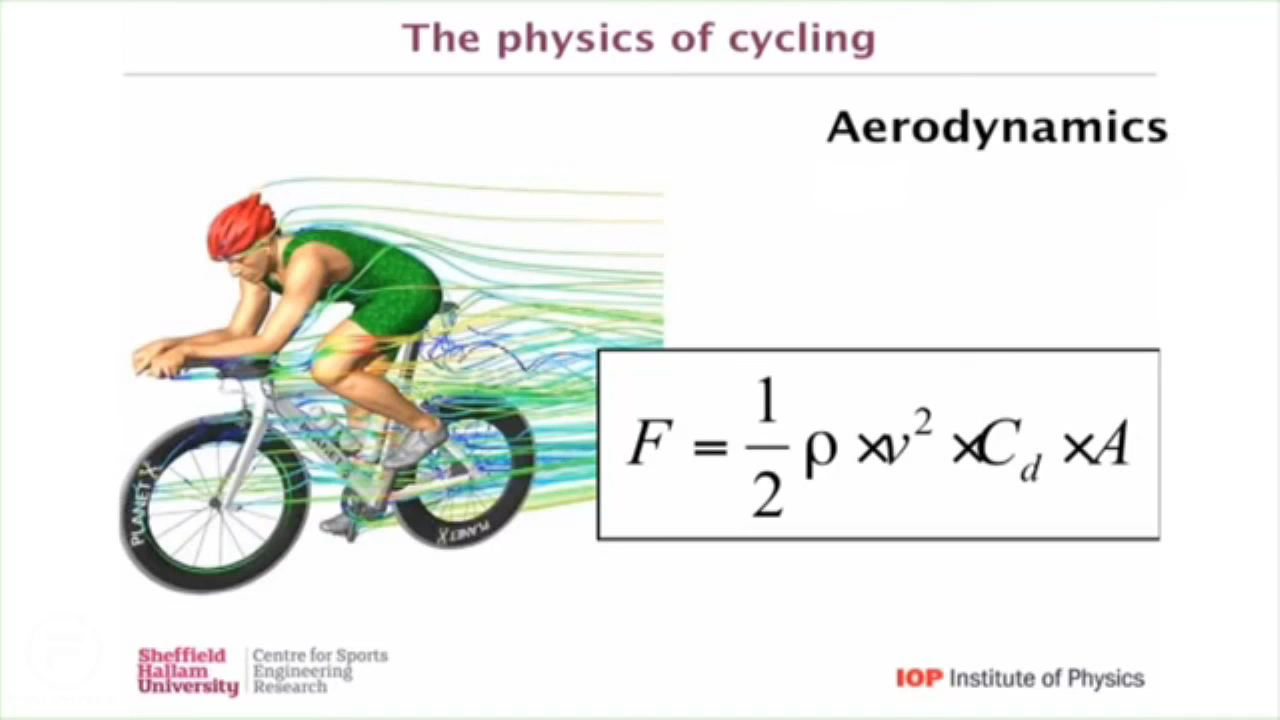 The physics of cycling
Aerodynamics
F = 1/2 ρ × v² × C_d × A
PLANET X
PLANET X
Sheffield
Hallam
University
Centre for Sports
Engineering
Research
IOP Institute of Physics